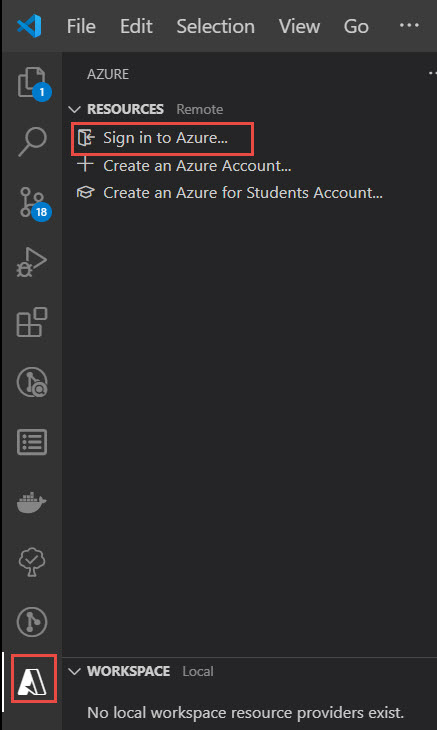 File Edit Selection View Go ···
AZURE
RESOURCES Remote
Sign in to Azure...
Create an Azure Account...
Create an Azure for Students Account...
1
18
WORKSPACE Local
No local workspace resource providers exist.